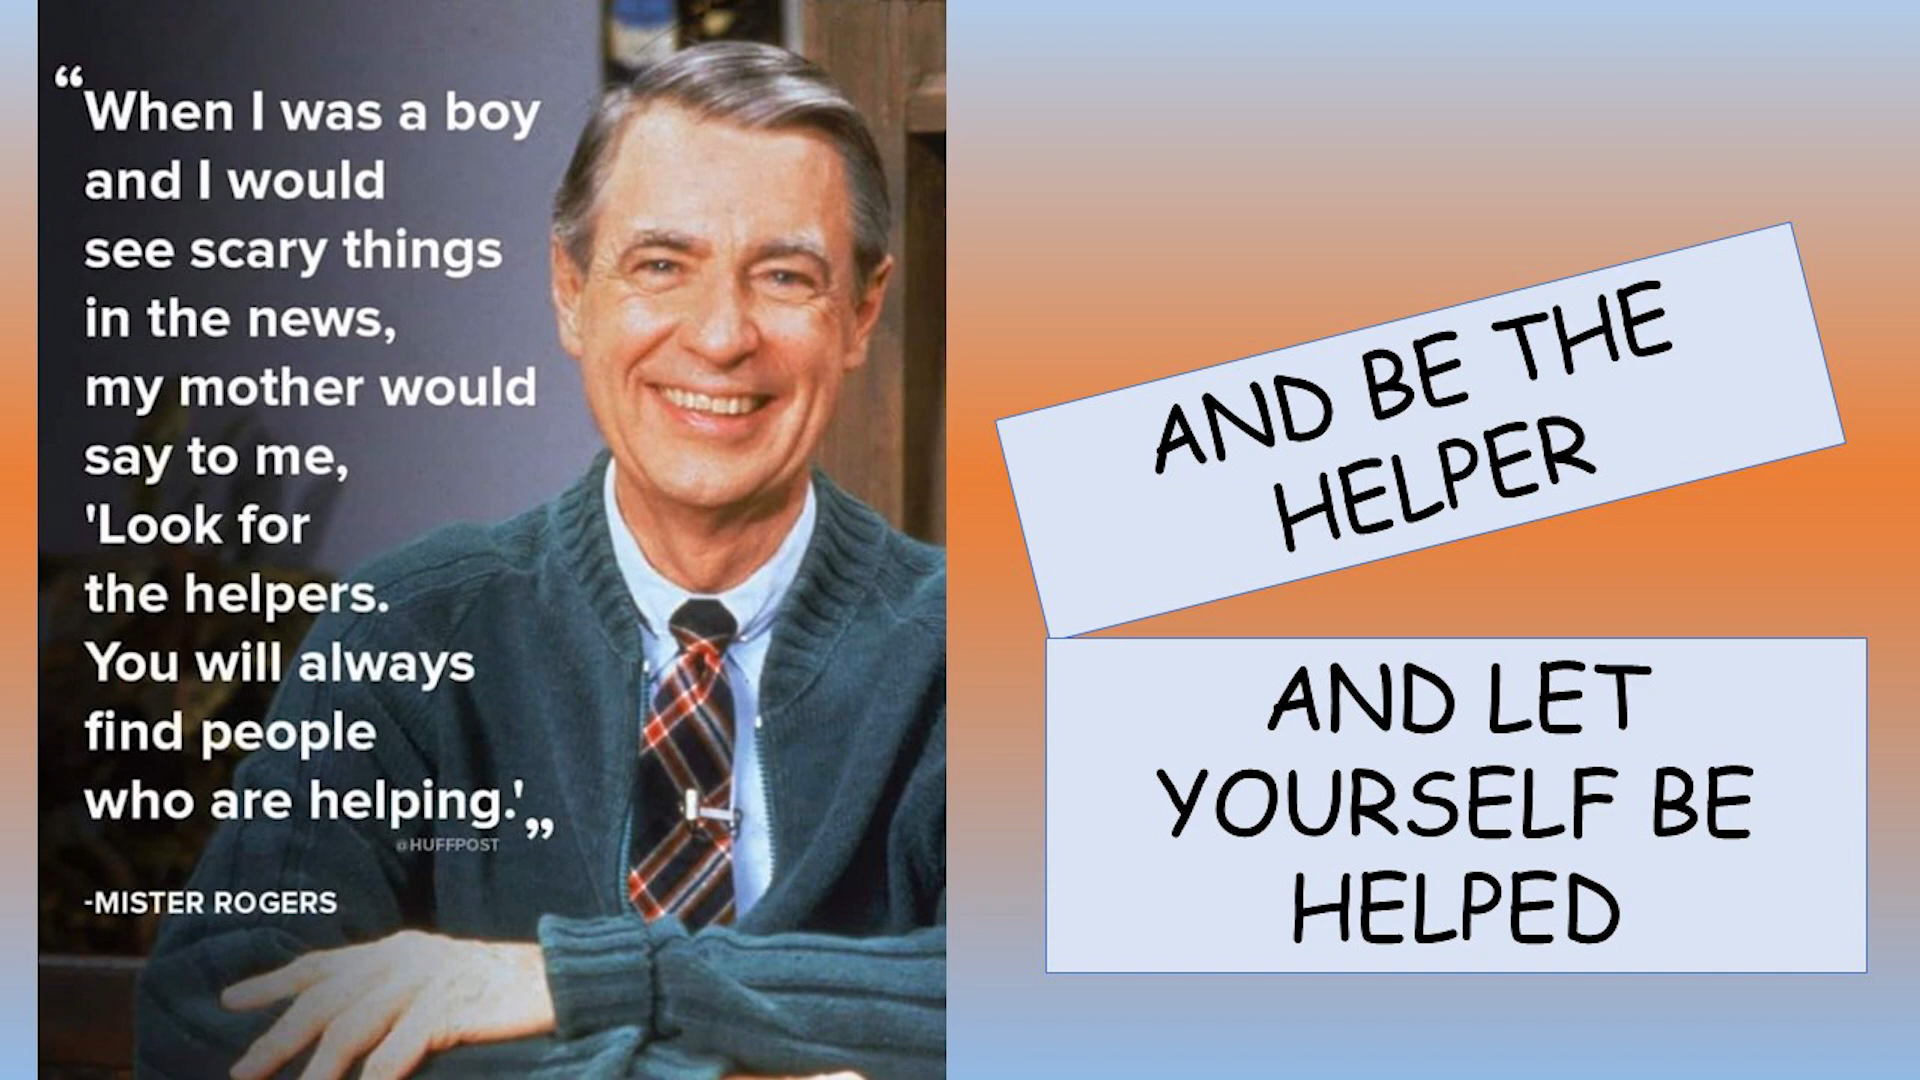 “When I was a boy
and I would
see scary things
in the news,
my mother would
say to me,
'Look for
the helpers.
You will always
find people
who are helping.'”
@HUFFPOST
-MISTER ROGERS
AND BE THE
HELPER
AND LET
YOURSELF BE
HELPED